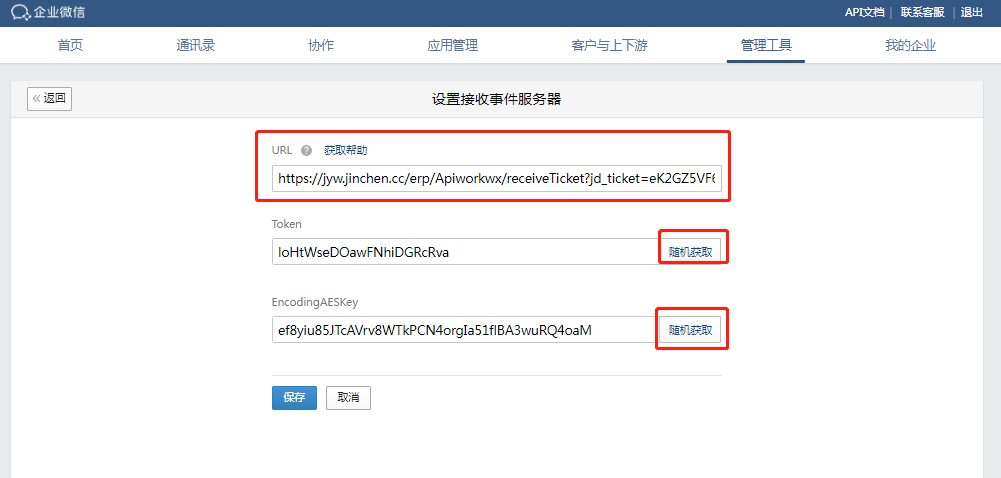 企业微信
API文档 | 联系客服 | 退出
首页 通讯录 协作 应用管理 客户与上下游 管理工具 我的企业
«返回
设置接收事件服务器
URL ? 获取帮助
https://jyw.jinchen.cc/erp/Apiworkwx/receiveTicket?jd_ticket=eK2GZ5VF6
Token
IoHtWseDOawFNhiDGRcRva 随机获取
EncodingAESKey
ef8yiu85JTcAVrv8WTkPCN4orgIa51flBA3wuRQ4oaM 随机获取
保存 取消